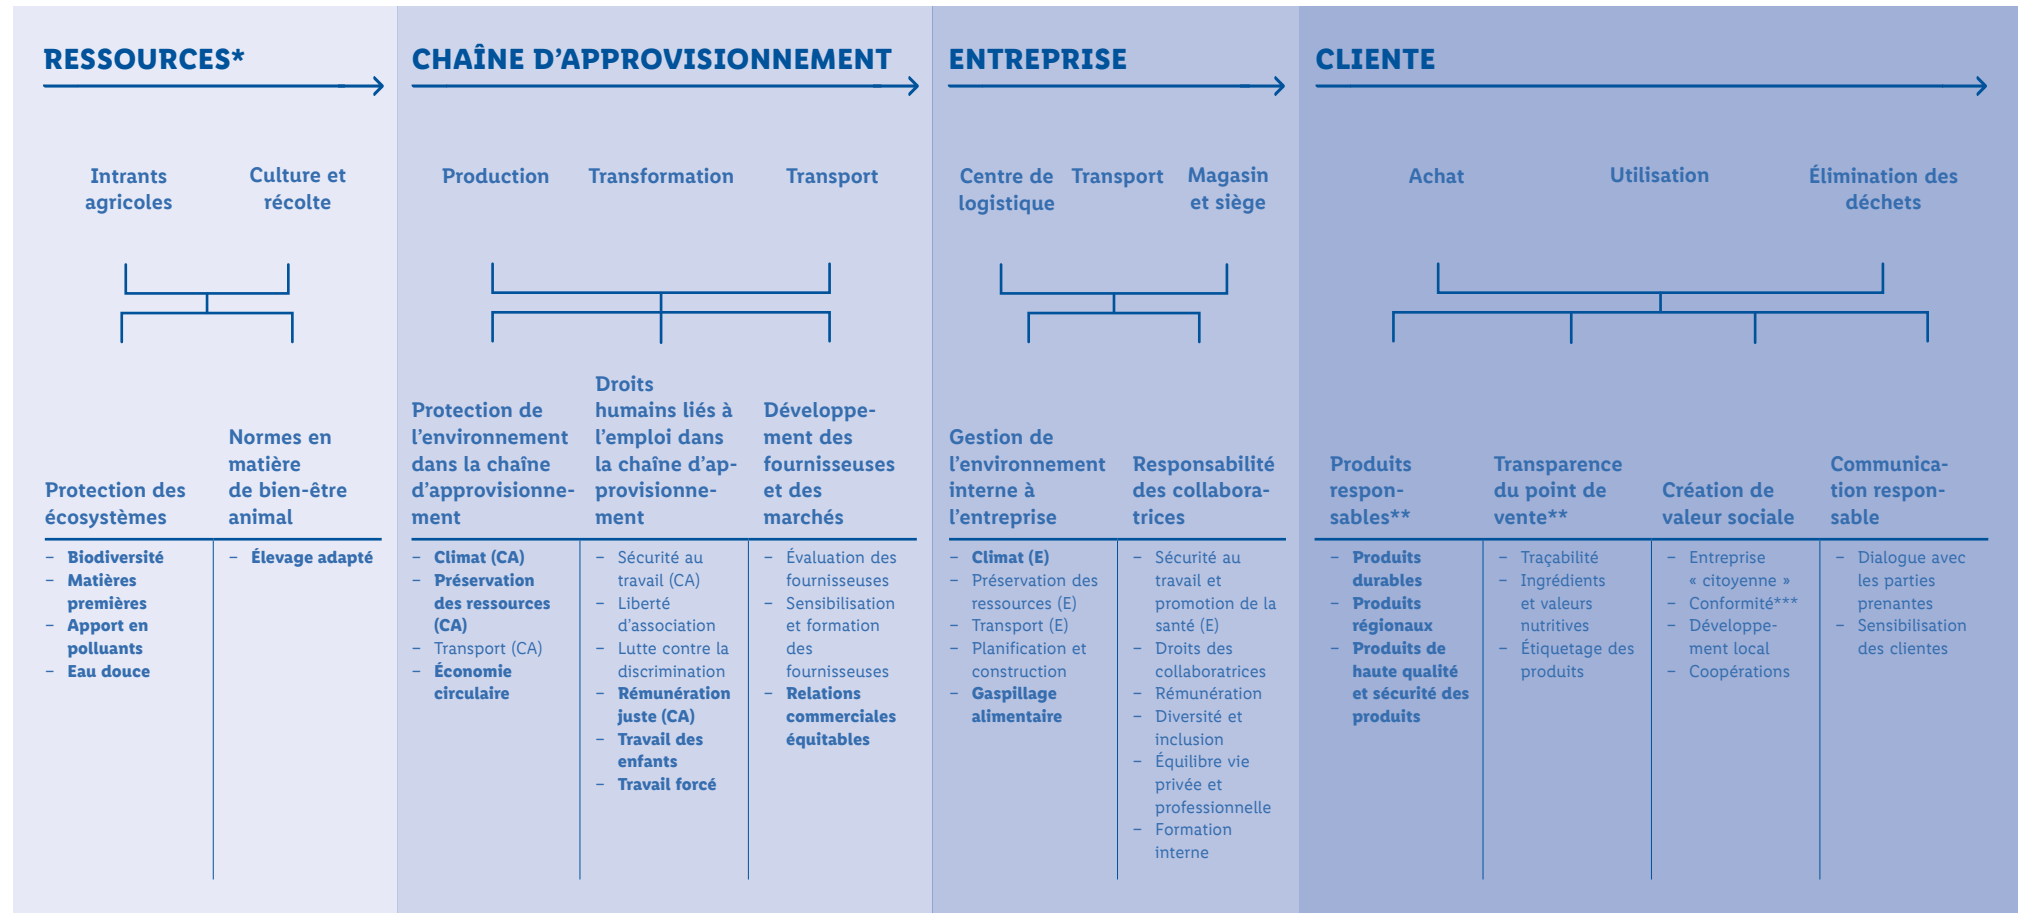 RESSOURCES*
Intrants
agricoles
Culture et
récolte
Protection des
écosystèmes
– Biodiversité
– Matières
premières
– Apport en
polluants
– Eau douce
Normes en
matière
de bien-être
animal
– Élevage adapté
CHAÎNE D’APPROVISIONNEMENT
Production
Transformation
Transport
Protection de
l’environnement
dans la chaîne
d’approvisionne-
ment
– Climat (CA)
– Préservation
des ressources
(CA)
– Transport (CA)
– Économie
circulaire
Droits
humains liés à
l’emploi dans
la chaîne d’ap-
provisionne-
ment
– Sécurité au
travail (CA)
– Liberté
d’association
– Lutte contre la
discrimination
– Rémunération
juste (CA)
– Travail des
enfants
– Travail forcé
Développe-
ment des
fournisseuses
et des
marchés
– Évaluation des
fournisseuses
– Sensibilisation
et formation
des
fournisseuses
– Relations
commerciales
équitables
ENTREPRISE
Centre de
logistique
Transport
Magasin
et siège
Gestion de
l’environnement
interne à
l’entreprise
– Climat (E)
– Préservation des
ressources (E)
– Transport (E)
– Planification et
construction
– Gaspillage
alimentaire
Responsabilité
des collabora-
trices
– Sécurité au
travail et
promotion de la
santé (E)
– Droits des
collaboratrices
– Rémunération
– Diversité et
inclusion
– Équilibre vie
privée et
professionnelle
– Formation
interne
CLIENTE
Achat
Utilisation
Élimination des
déchets
Produits
respon-
sables**
– Produits
durables
– Produits
régionaux
– Produits de
haute qualité
et sécurité des
produits
Transparence
du point de
vente**
– Traçabilité
– Ingrédients
et valeurs
nutritives
– Étiquetage des
produits
Création de
valeur sociale
– Entreprise
« citoyenne »
– Conformité***
– Développe-
ment local
– Coopérations
Communica-
tion respon-
sable
– Dialogue avec
les parties
prenantes
– Sensibilisation
des clientes